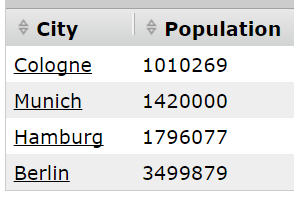 City Population
Cologne 1010269
Munich 1420000
Hamburg 1796077
Berlin 3499879